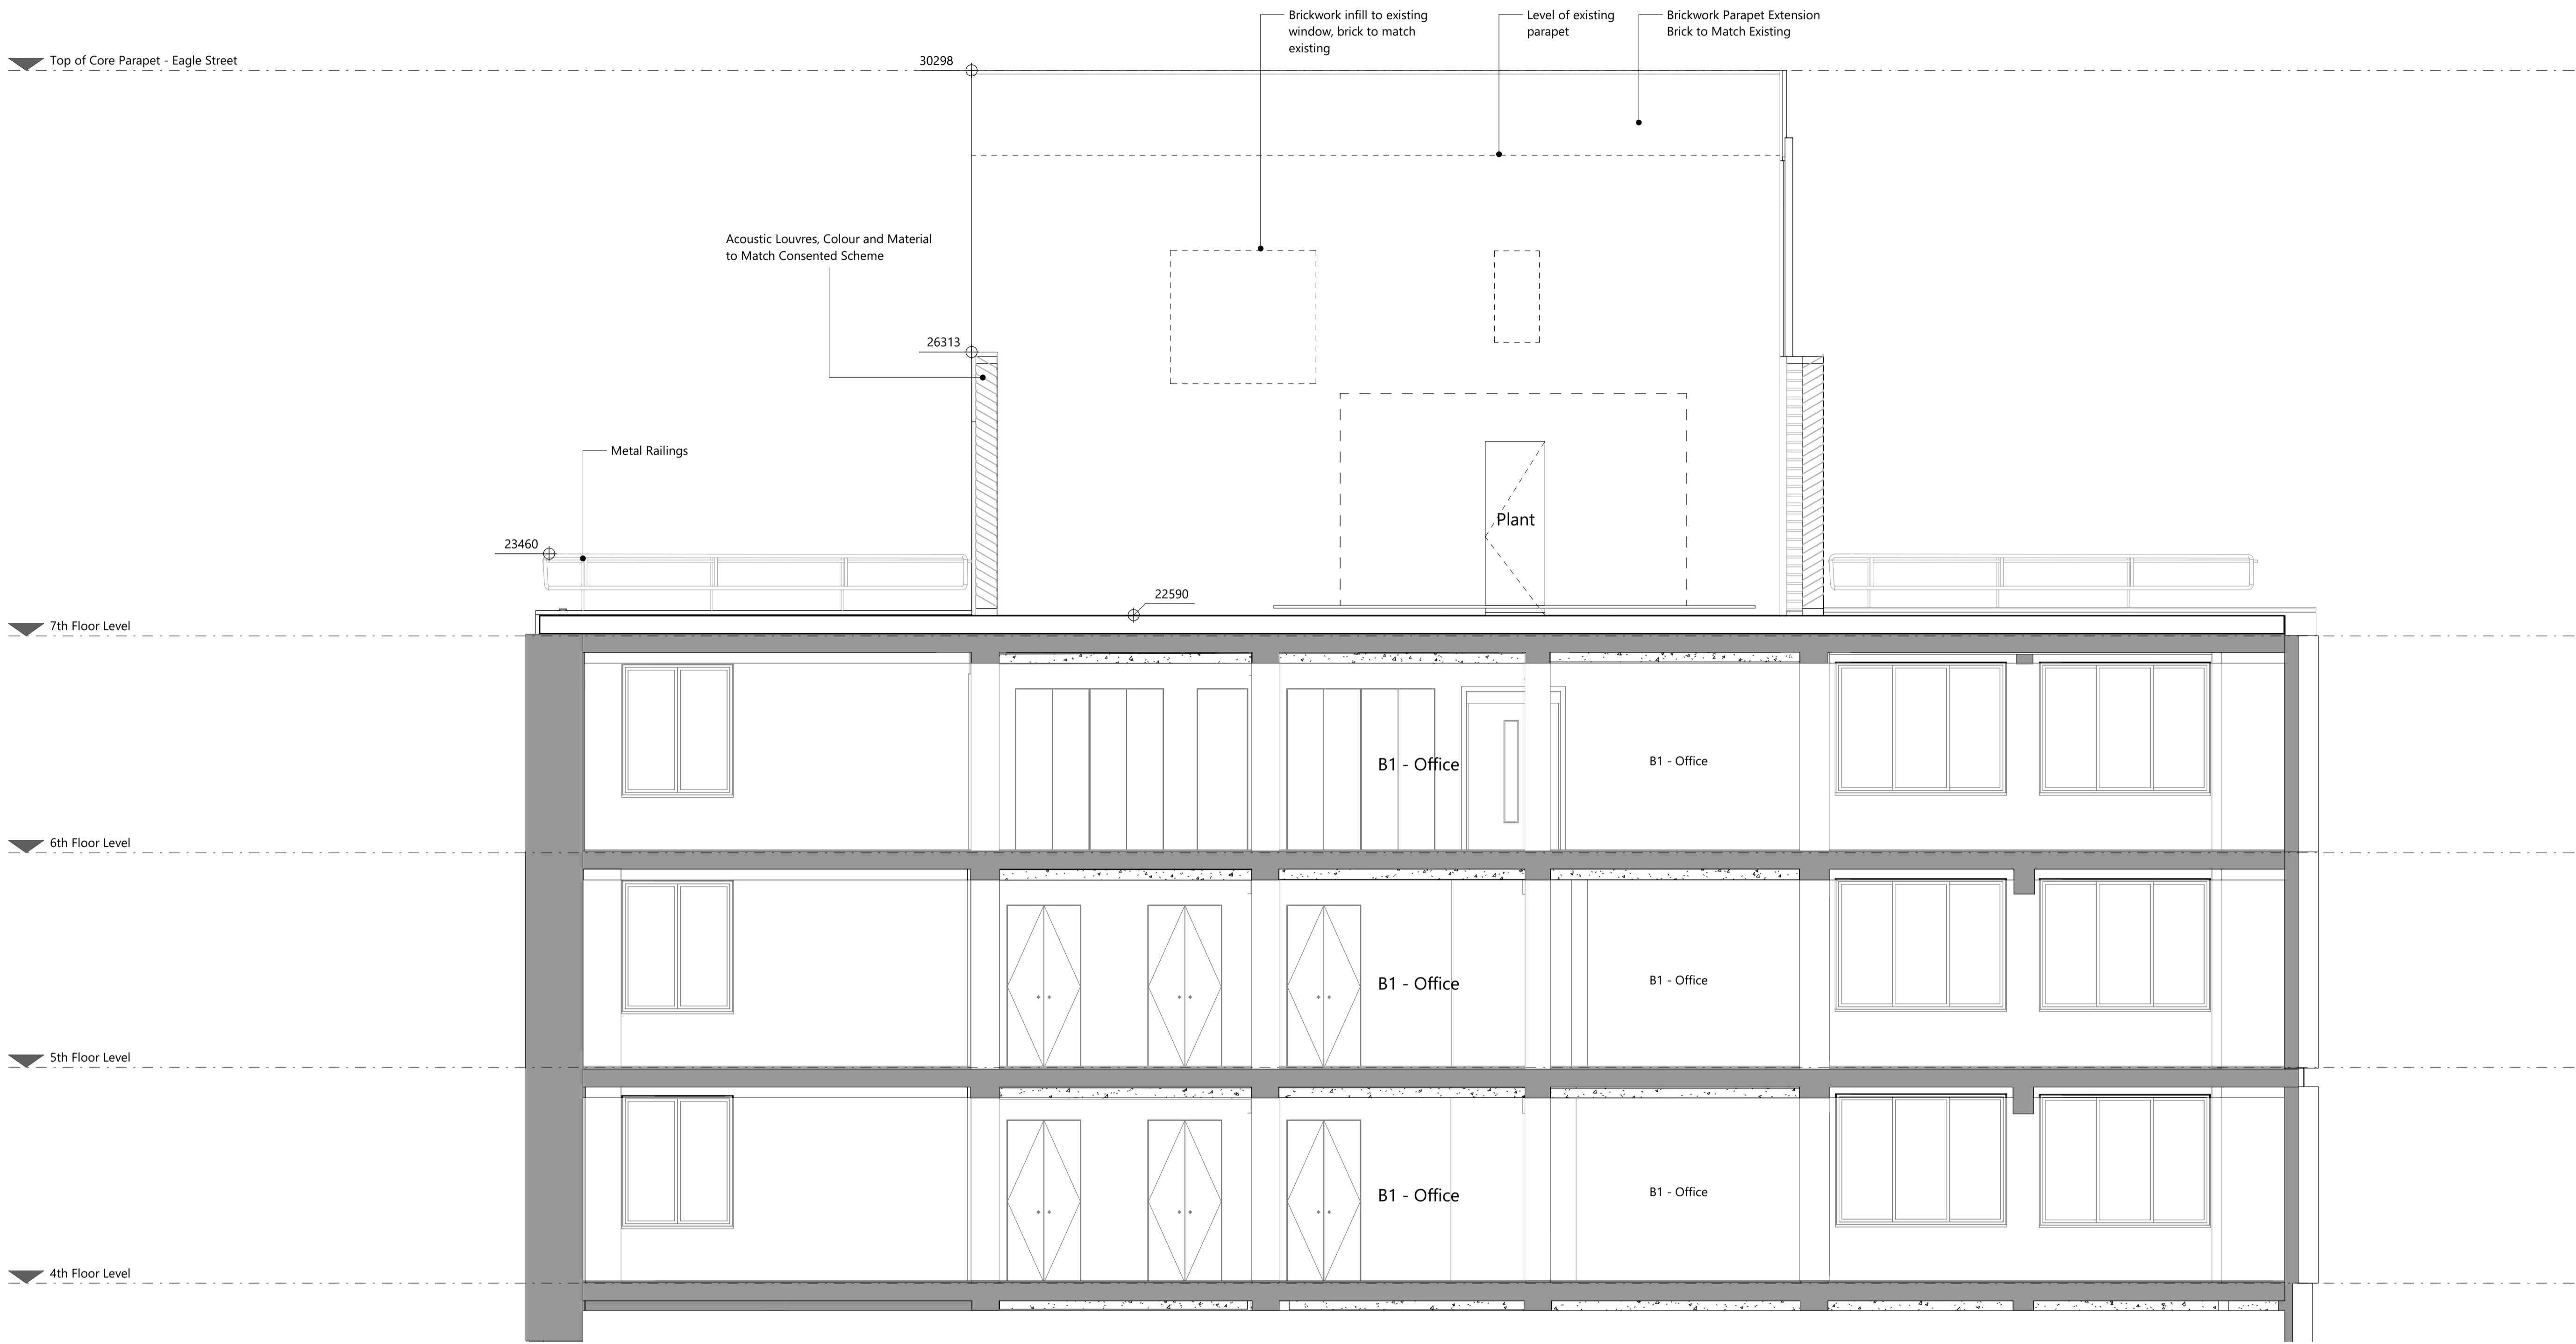 Brickwork infill to existing
window, brick to match
existing
Level of existing
parapet
Brickwork Parapet Extension
Brick to Match Existing
Top of Core Parapet - Eagle Street
30298
Acoustic Louvres, Colour and Material
to Match Consented Scheme
26313
Metal Railings
Plant
23460
22590
7th Floor Level
B1 - Office
B1 - Office
6th Floor Level
B1 - Office
B1 - Office
5th Floor Level
B1 - Office
B1 - Office
4th Floor Level